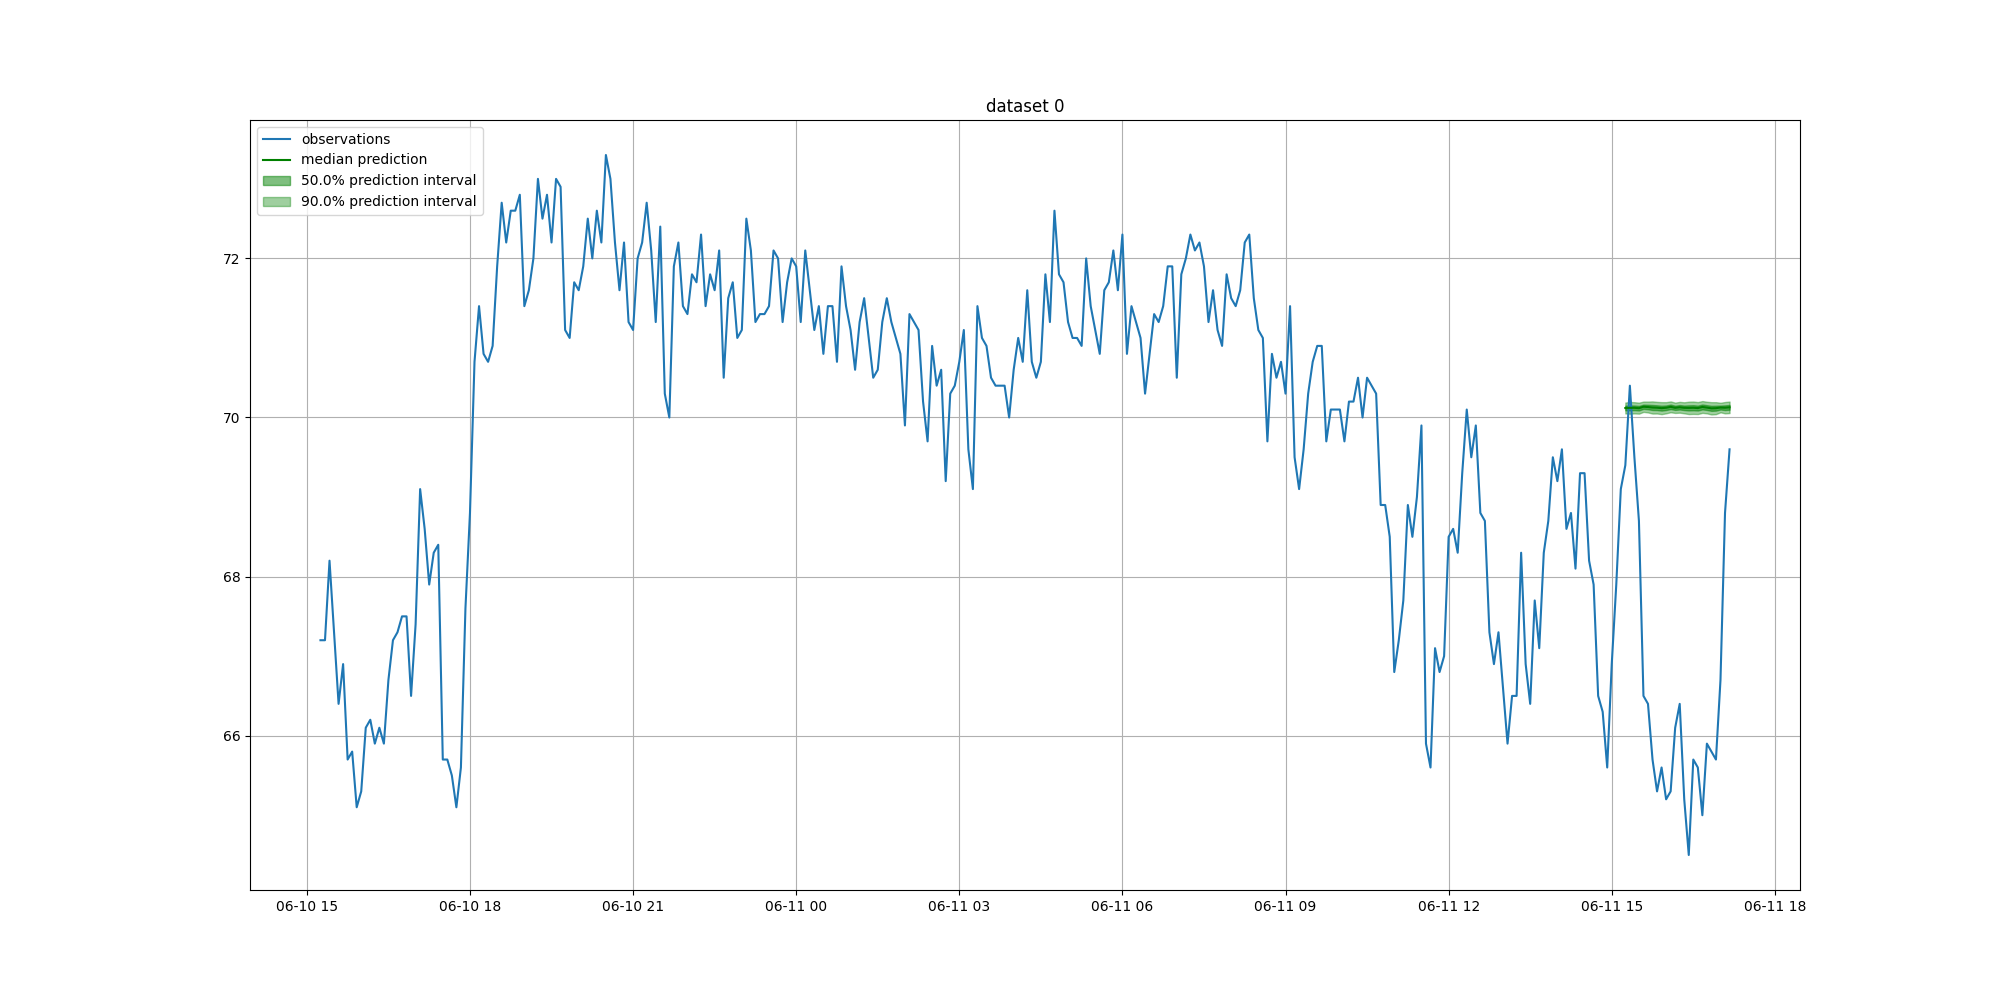 dataset 0
observations
median prediction
50.0% prediction interval
90.0% prediction interval
72
70
68
66
06-10 15 06-10 18 06-10 21 06-11 00 06-11 03 06-11 06 06-11 09 06-11 12 06-11 15 06-11 18